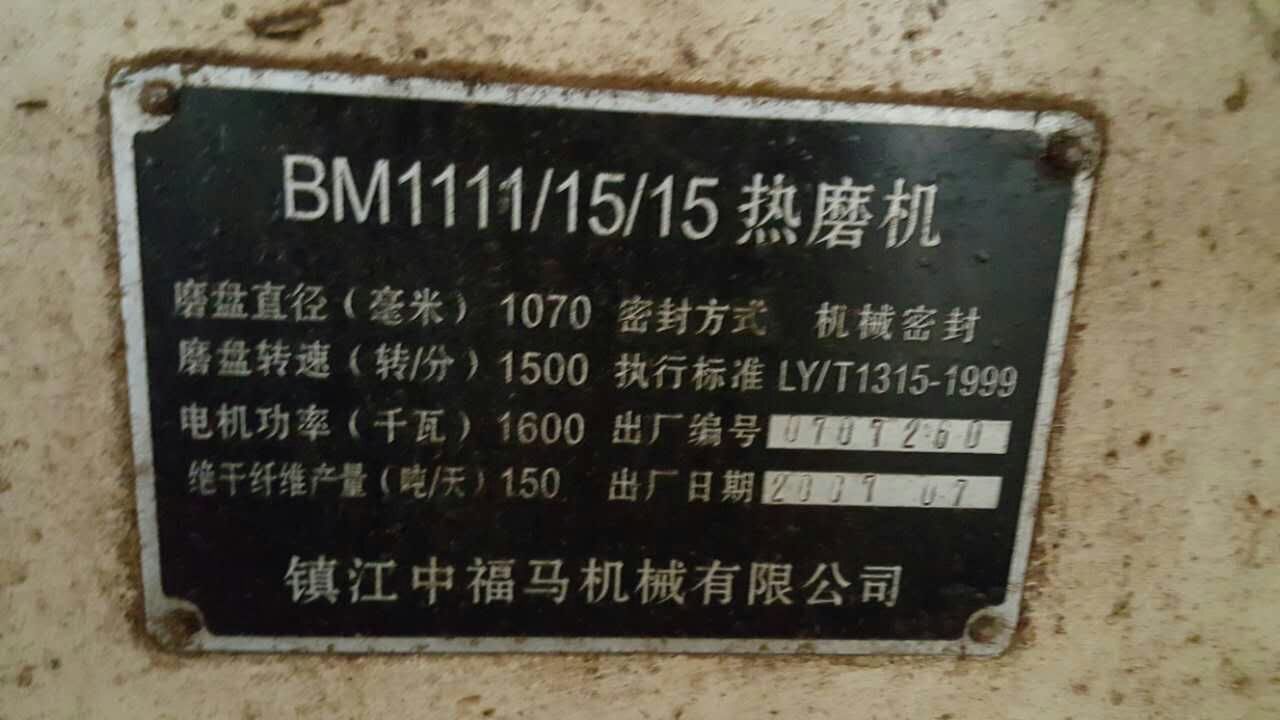 BM1111/15/15 热磨机
磨盘直径（毫米）1070 密封方式 机械密封
磨盘转速（转/分）1500 执行标准 LY/T1315-1999
电机功率（千瓦）1600 出厂编号 0707260
绝干纤维产量（吨/天）150 出厂日期 2007 07
镇江中福马机械有限公司